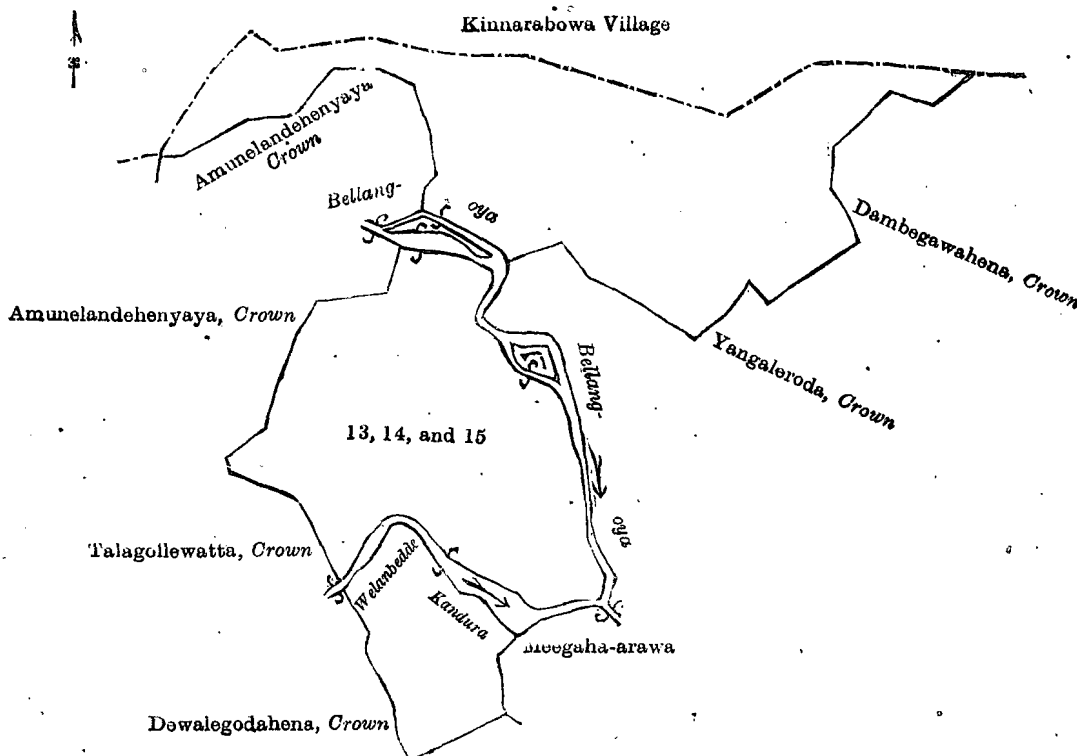 Kinnarabowa Village
Amunelandehenyaya
Crown
Bellang-
oya
Dambegawahena, Crown
Amunelandehenyaya, Crown
Yangaleroda, Crown
Bellang-
13, 14, and 15
oya
Talagollewatta, Crown
Welanbedde
Kandura
Meegaha-arawa
Dewalegodahena, Crown